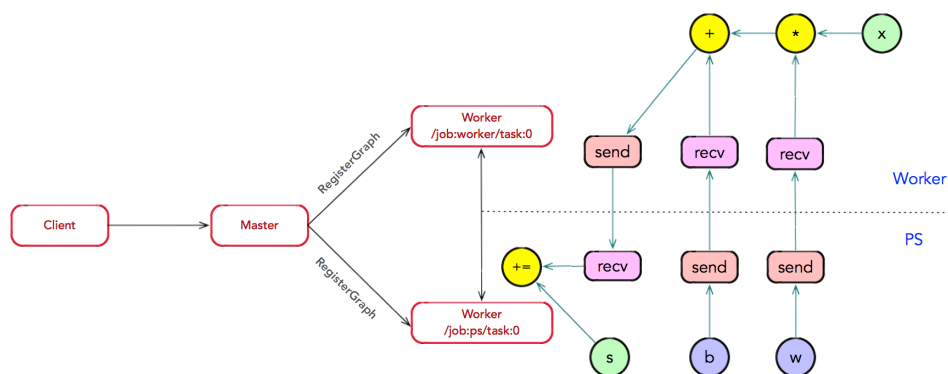 Client
Master
RegisterGraph
RegisterGraph
Worker
/job:worker/task:0
Worker
/job:ps/task:0
+
*
x
send
recv
recv
Worker
PS
+=
recv
send
send
s
b
w